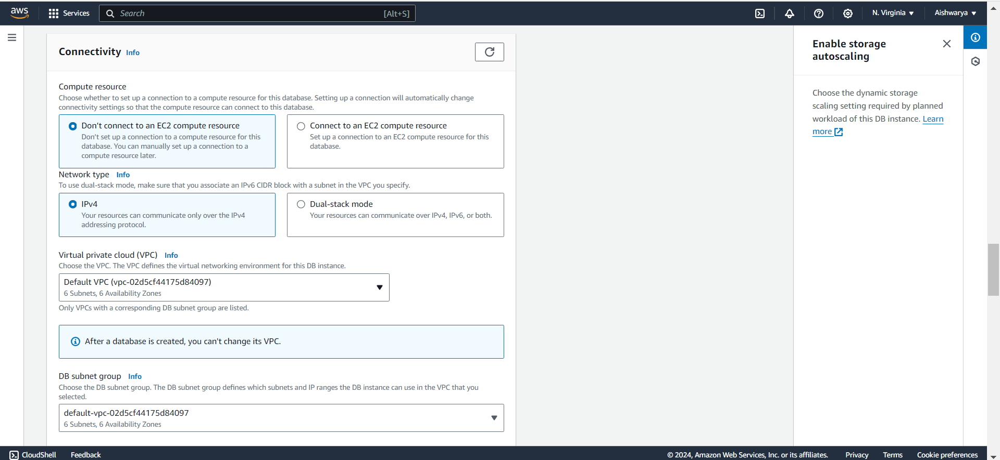 aws Services Search [Alt+S] N. Virginia Aishwarya
Connectivity Info
Compute resource
Choose whether to set up a connection to a compute resource for this database. Setting up a connection will automatically change
connectivity settings so that the compute resource can connect to this database.
Don't connect to an EC2 compute resource
Don't set up a connection to a compute resource for this
database. You can manually set up a connection to a
compute resource later.
Connect to an EC2 compute resource
Set up a connection to an EC2 compute resource for this
database.
Network type Info
To use dual-stack mode, make sure that you associate an IPv6 CIDR block with a subnet in the VPC you specify.
IPv4
Your resources can communicate only over the IPv4
addressing protocol.
Dual-stack mode
Your resources can communicate over IPv4, IPv6, or both.
Virtual private cloud (VPC) Info
Choose the VPC. The VPC defines the virtual networking environment for this DB instance.
Default VPC (vpc-02d5cf44175d84097)
6 Subnets, 6 Availability Zones
Only VPCs with a corresponding DB subnet group are listed.
After a database is created, you can't change its VPC.
DB subnet group Info
Choose the DB subnet group. The DB subnet group defines which subnets and IP ranges the DB instance can use in the VPC that you
selected.
default-vpc-02d5cf44175d84097
6 Subnets, 6 Availability Zones
Enable storage
autoscaling
Choose the dynamic storage
scaling setting required by planned
workload of this DB instance. Learn
more
CloudShell Feedback © 2024, Amazon Web Services, Inc. or its affiliates. Privacy Terms Cookie preferences